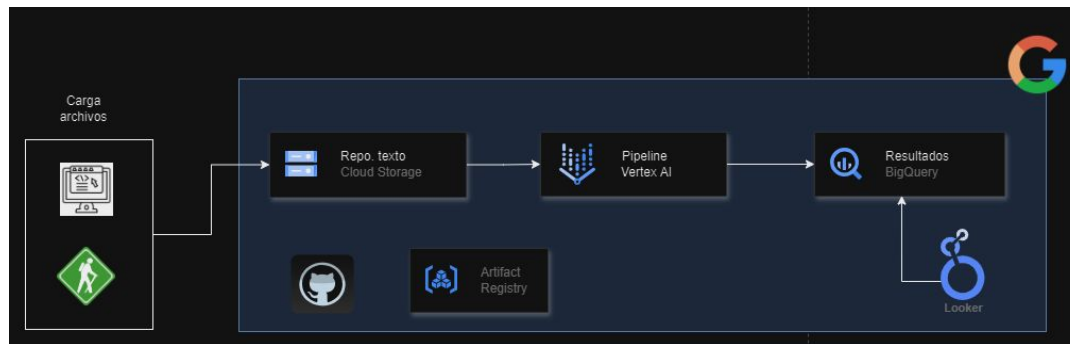 Carga
archivos
Repo. texto
Cloud Storage
Pipeline
Vertex AI
Resultados
BigQuery
Artifact
Registry
Looker